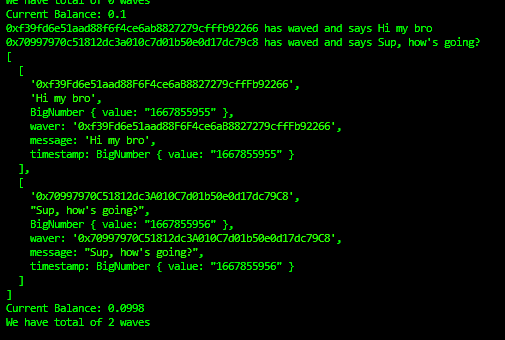 We have total of 0 waves
Current Balance: 0.1
0xf39fd6e51aad88f6f4ce6ab8827279cfffb92266 has waved and says Hi my bro
0x70997970c51812dc3a010c7d01b50e0d17dc79c8 has waved and says Sup, how's going?
[
[
'0xf39Fd6e51aad88F6F4ce6aB8827279cffFb92266',
'Hi my bro',
BigNumber { value: "1667855955" },
waver: '0xf39Fd6e51aad88F6F4ce6aB8827279cffFb92266',
message: 'Hi my bro',
timestamp: BigNumber { value: "1667855955" }
],
[
'0x70997970C51812dc3A010C7d01b50e0d17dc79C8',
"Sup, how's going?",
BigNumber { value: "1667855956" },
waver: '0x70997970C51812dc3A010C7d01b50e0d17dc79C8',
message: "Sup, how's going?",
timestamp: BigNumber { value: "1667855956" }
]
]
Current Balance: 0.0998
We have total of 2 waves